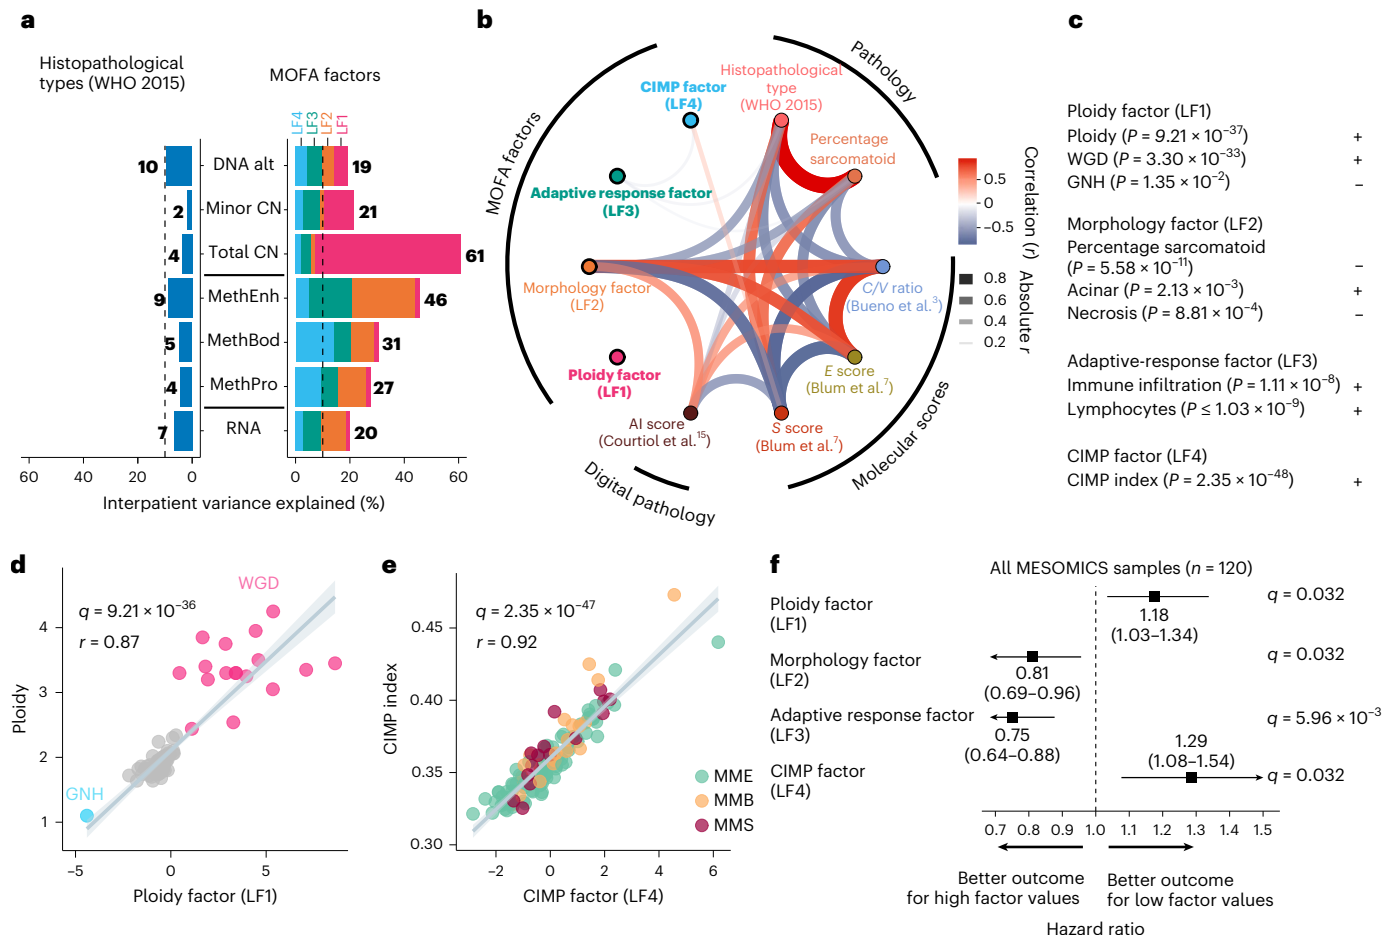 a
Histopathological
types (WHO 2015)
MOFA factors
LF4
LF3
LF2
LF1
10
DNA alt
19
2
Minor CN
21
4
Total CN
61
9
MethEnh
46
5
MethBod
31
4
MethPro
27
7
RNA
20
60
40
20
0
0
20
40
60
Interpatient variance explained (%)
b
MOFA factors
Pathology
Molecular scores
Digital pathology
CIMP factor
(LF4)
Histopathological
type
(WHO 2015)
Percentage
sarcomatoid
Adaptive response factor
(LF3)
Morphology factor
(LF2)
C/V ratio
(Bueno et al.³)
Ploidy factor
(LF1)
E score
(Blum et al.⁷)
AI score
(Courtiol et al.¹⁵)
S score
(Blum et al.⁷)
Correlation (r)
0.5
0
−0.5
Absolute r
0.8
0.6
0.4
0.2
c
Ploidy factor (LF1)
Ploidy (P = 9.21 × 10⁻³⁷) +
WGD (P = 3.30 × 10⁻³³) +
GNH (P = 1.35 × 10⁻²) −
Morphology factor (LF2)
Percentage sarcomatoid
(P = 5.58 × 10⁻¹¹) −
Acinar (P = 2.13 × 10⁻³) +
Necrosis (P = 8.81 × 10⁻⁴) −
Adaptive-response factor (LF3)
Immune infiltration (P = 1.11 × 10⁻⁸) +
Lymphocytes (P ≤ 1.03 × 10⁻⁹) +
CIMP factor (LF4)
CIMP index (P = 2.35 × 10⁻⁴⁸) +
d
WGD
q = 9.21 × 10⁻³⁶
r = 0.87
GNH
Ploidy
4
3
2
1
−5
0
5
Ploidy factor (LF1)
e
q = 2.35 × 10⁻⁴⁷
r = 0.92
CIMP index
0.45
0.40
0.35
0.30
MME
MMB
MMS
−2
0
2
4
6
CIMP factor (LF4)
f
All MESOMICS samples (n = 120)
Ploidy factor
(LF1)
1.18
(1.03–1.34)
q = 0.032
Morphology factor
(LF2)
0.81
(0.69–0.96)
q = 0.032
Adaptive response factor
(LF3)
0.75
(0.64–0.88)
q = 5.96 × 10⁻³
CIMP factor
(LF4)
1.29
(1.08–1.54)
q = 0.032
0.7
0.8
0.9
1.0
1.1
1.2
1.3
1.4
1.5
Better outcome
for high factor values
Better outcome
for low factor values
Hazard ratio